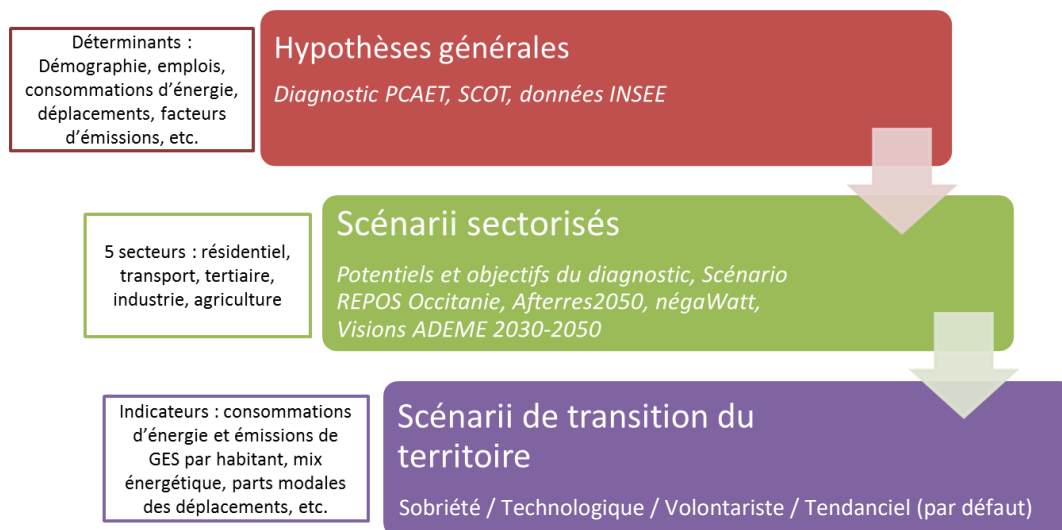 Déterminants :
Démographie, emplois,
consommations d’énergie,
déplacements, facteurs
d’émissions, etc.
Hypothèses générales
Diagnostic PCAET, SCOT, données INSEE
5 secteurs : résidentiel,
transport, tertiaire,
industrie, agriculture
Scénarii sectorisés
Potentiels et objectifs du diagnostic, Scénario
REPOS Occitanie, Afterres2050, négaWatt,
Visions ADEME 2030-2050
Indicateurs : consommations
d’énergie et émissions de
GES par habitant, mix
énergétique, parts modales
des déplacements, etc.
Scénarii de transition du
territoire
Sobriété / Technologique / Volontariste / Tendanciel (par défaut)